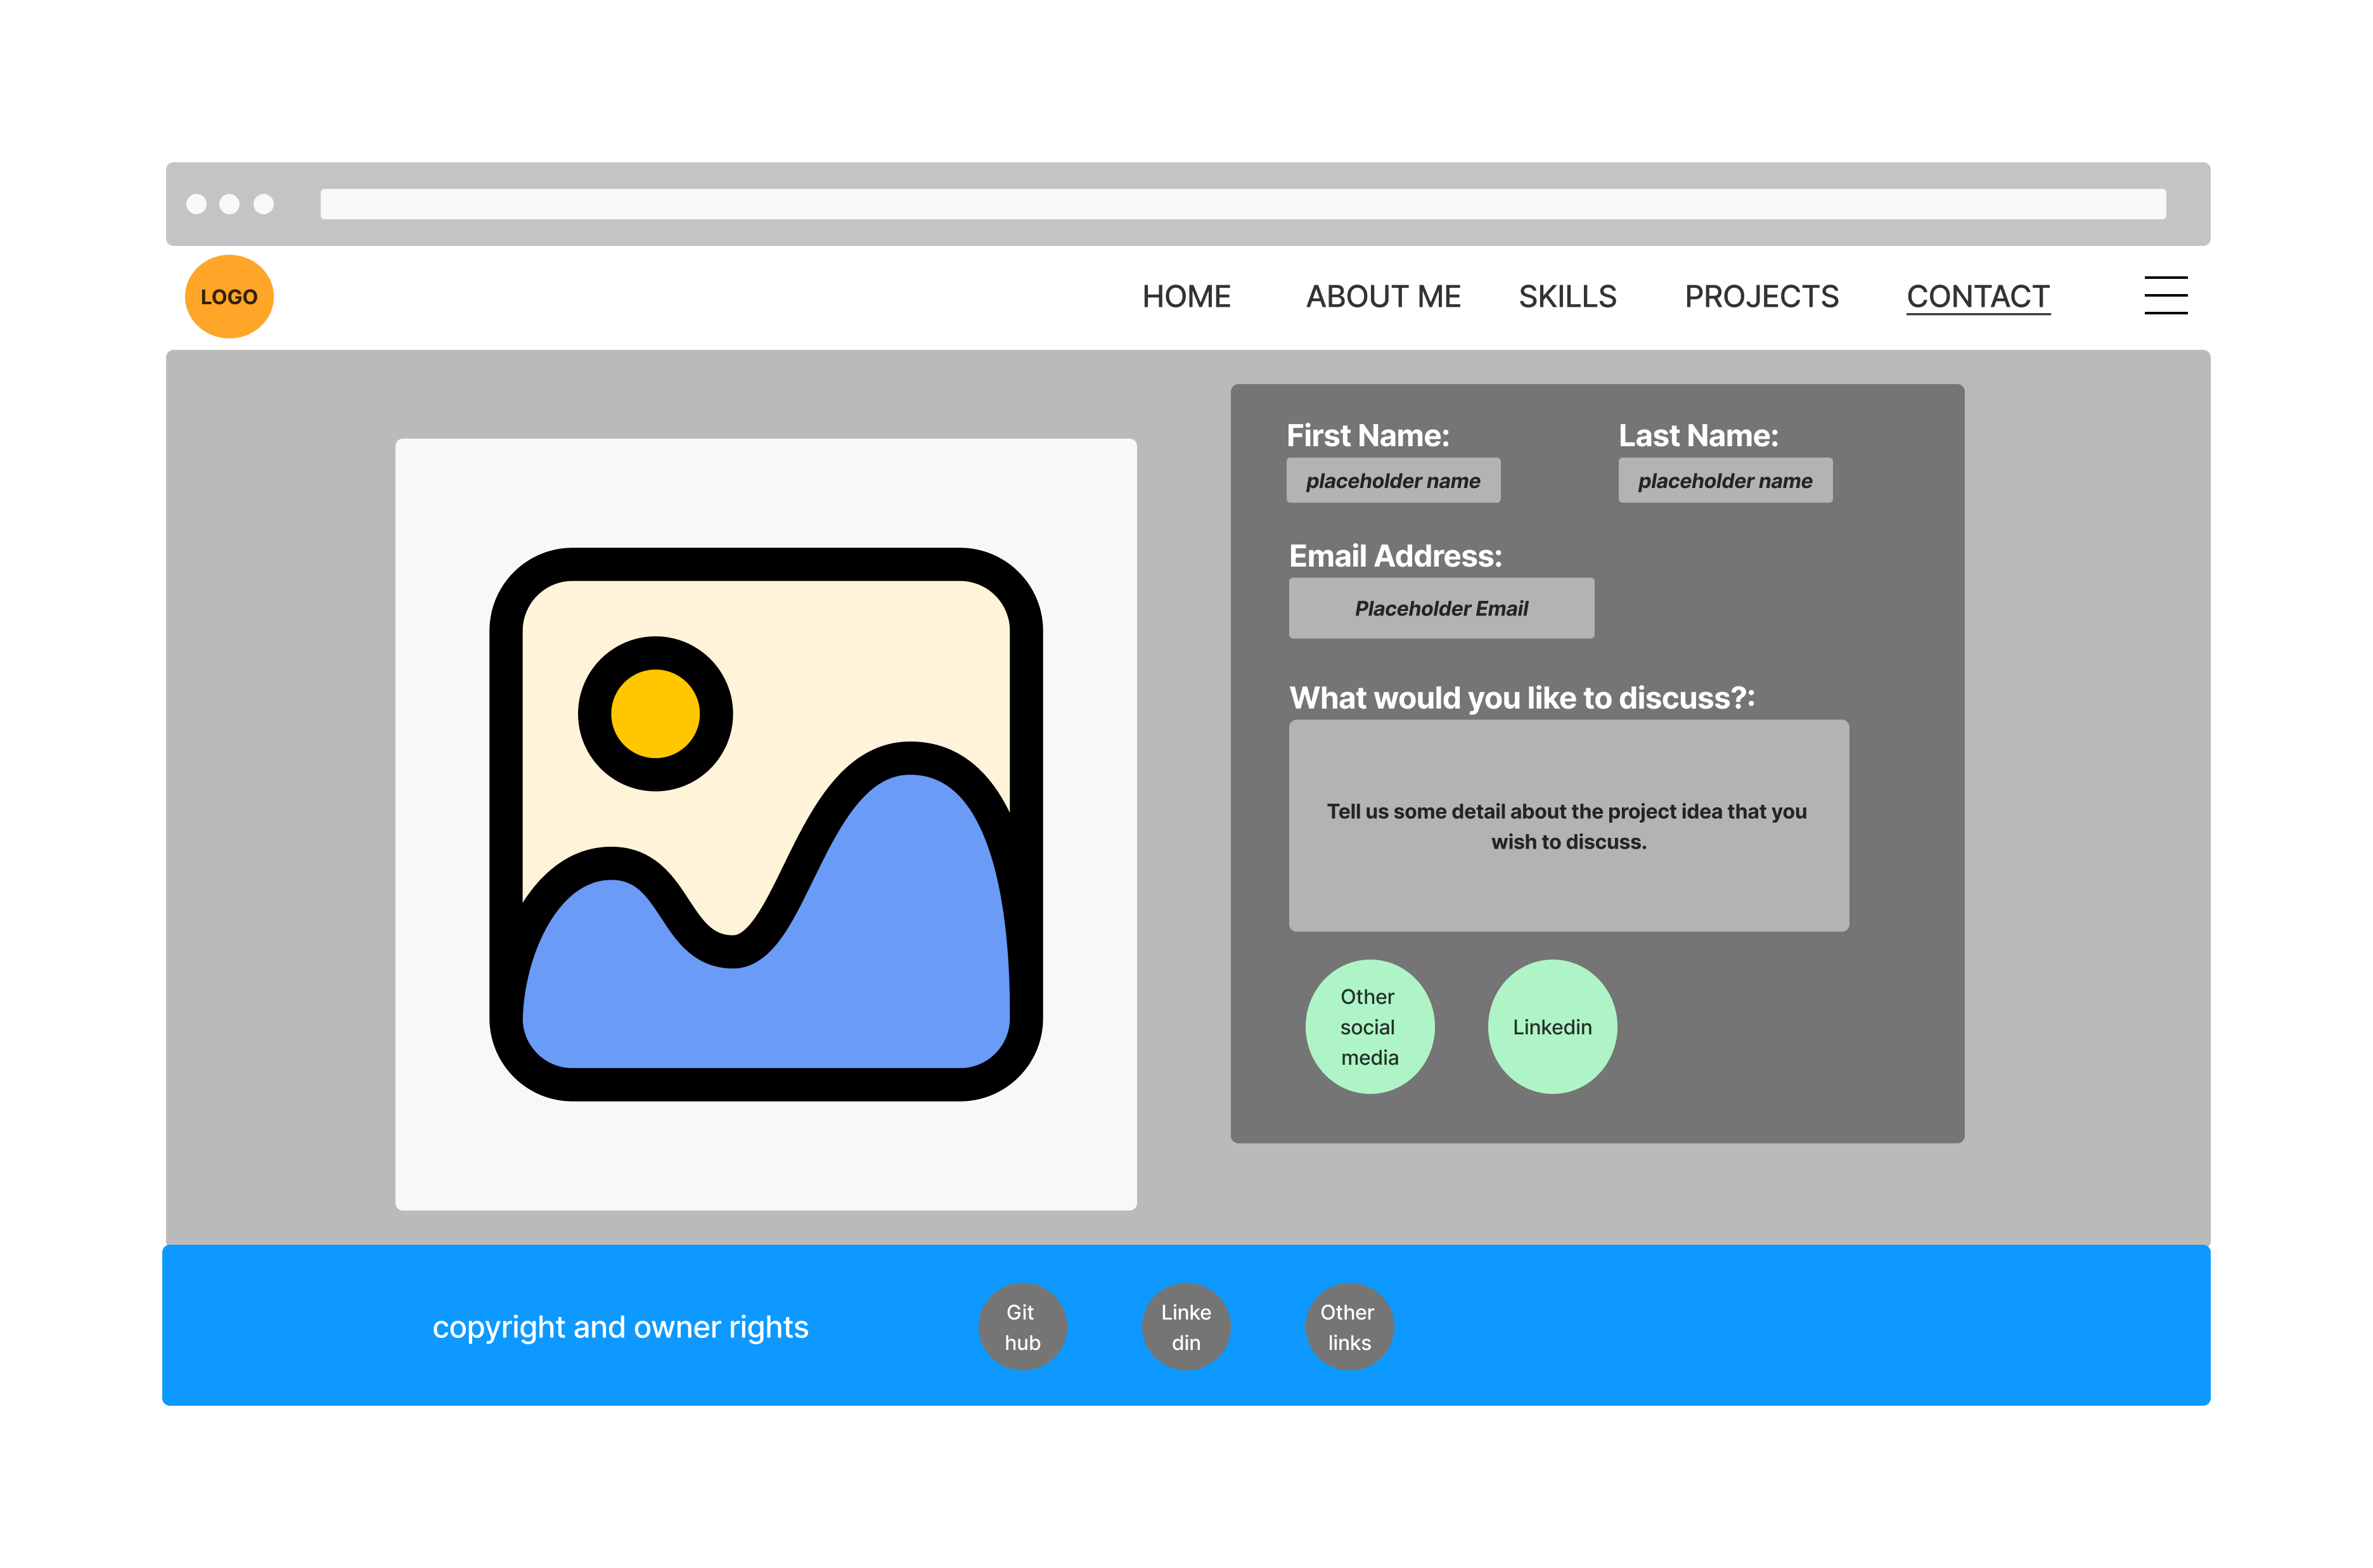 LOGO
HOME
ABOUT ME
SKILLS
PROJECTS
CONTACT
First Name:
Last Name:
placeholder name
placeholder name
Email Address:
Placeholder Email
What would you like to discuss?:
Tell us some detail about the project idea that you
wish to discuss.
Other
social
media
Linkedin
copyright and owner rights
Git
hub
Linke
din
Other
links